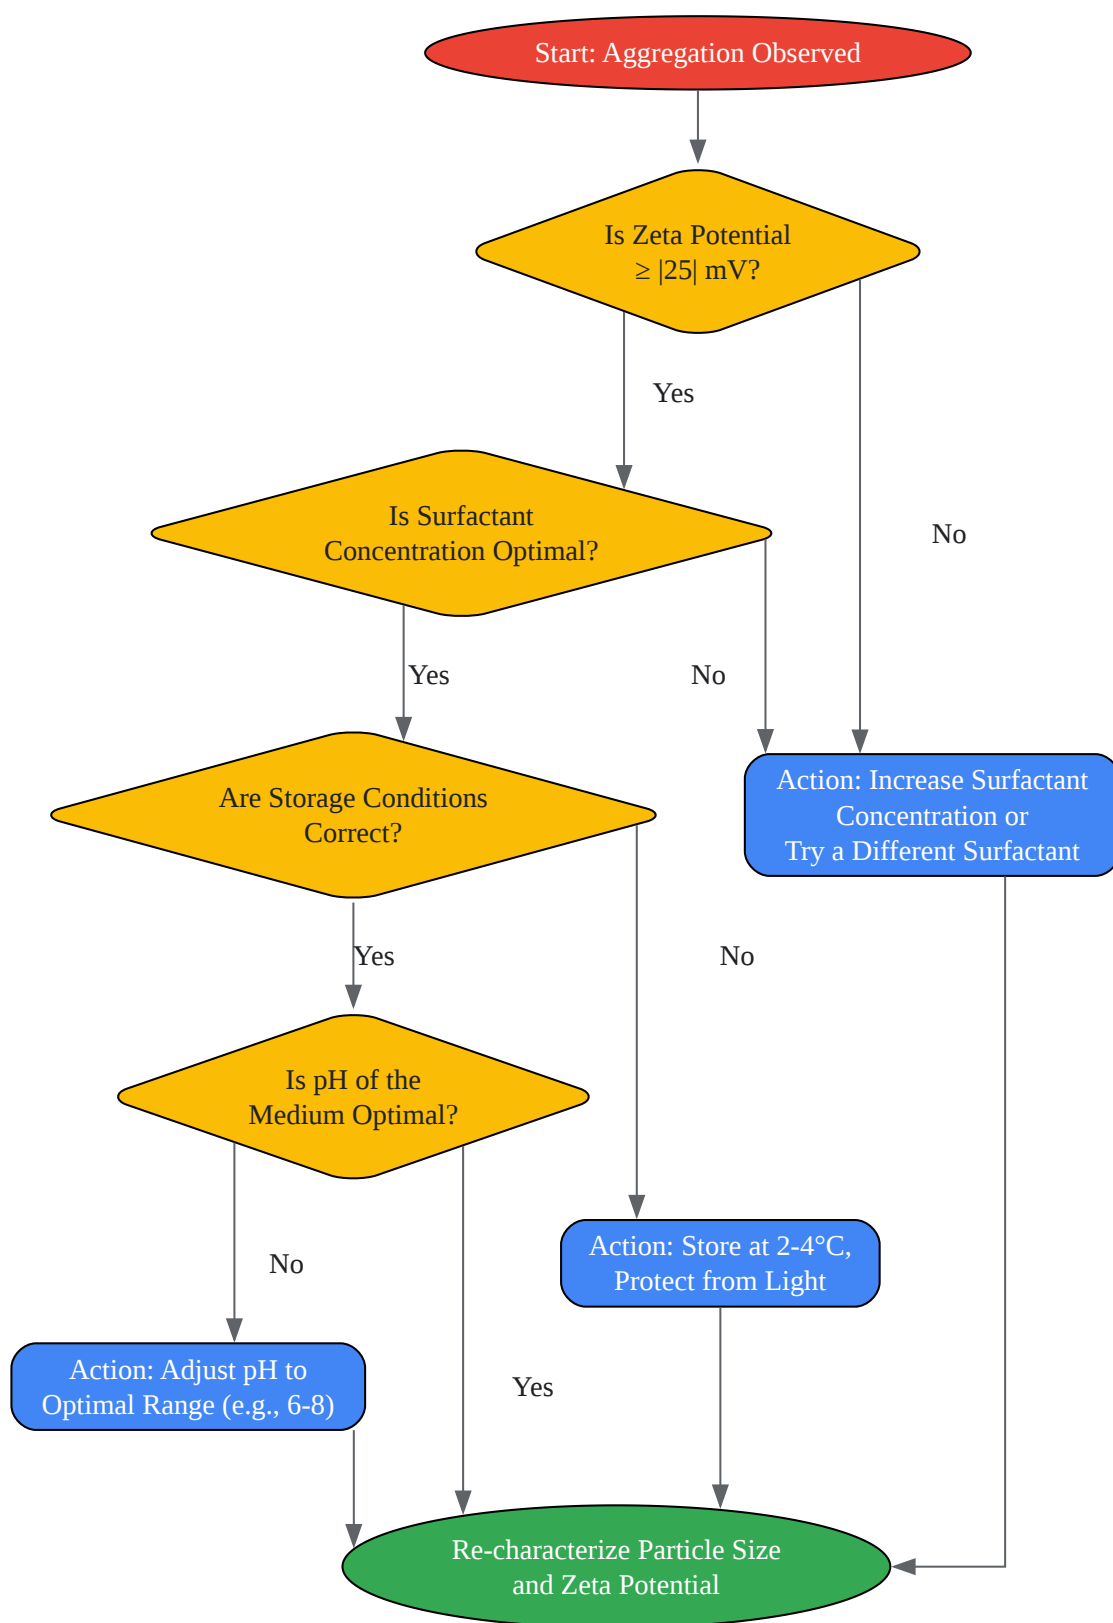 Start: Aggregation Observed
Is Zeta Potential
≥ |25| mV?
Yes
Is Surfactant
Concentration Optimal?
No
Yes
No
Action: Increase Surfactant
Concentration or
Try a Different Surfactant
Are Storage Conditions
Correct?
Yes
No
Is pH of the
Medium Optimal?
Action: Store at 2-4°C,
Protect from Light
No
Action: Adjust pH to
Optimal Range (e.g., 6-8)
Yes
Re-characterize Particle Size
and Zeta Potential